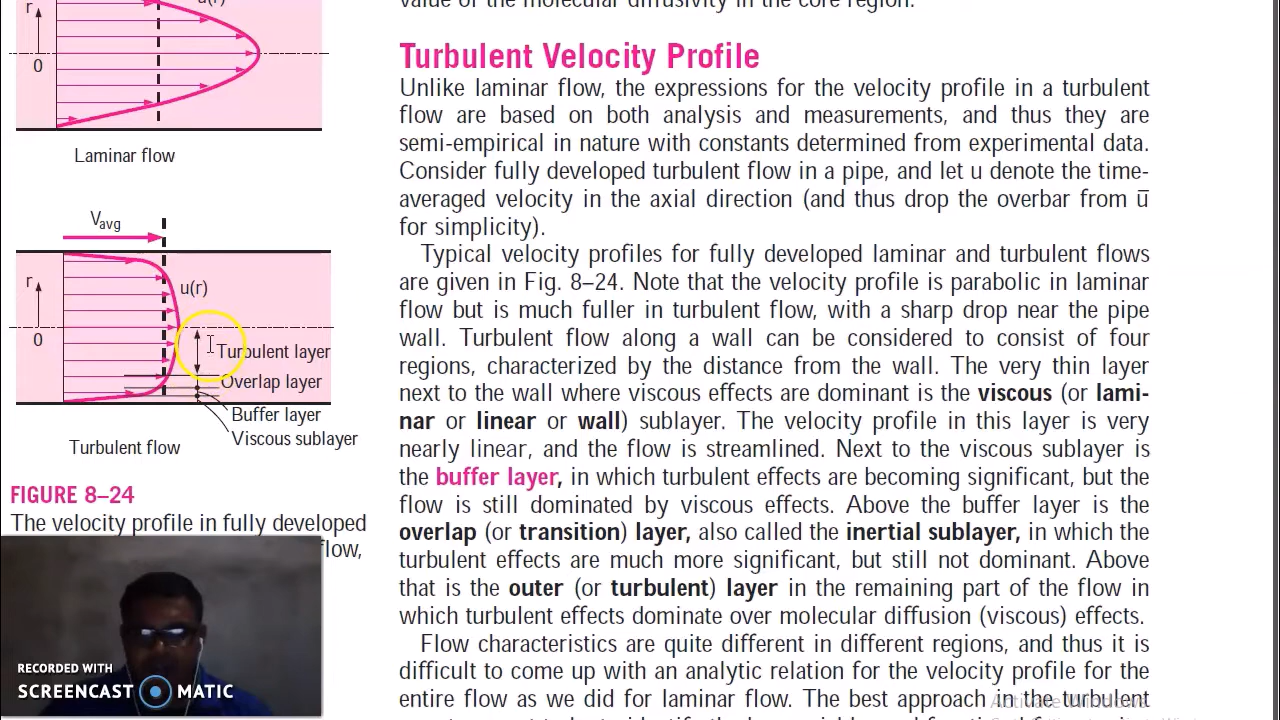 value of the molecular diffusivity in the core region.
r
u(r)
0
Laminar flow
Vavg
r
u(r)
0
Turbulent layer
Overlap layer
Buffer layer
Viscous sublayer
Turbulent flow
FIGURE 8–24
The velocity profile in fully developed
flow,
RECORDED WITH
SCREENCAST MATIC
Turbulent Velocity Profile
Unlike laminar flow, the expressions for the velocity profile in a turbulent
flow are based on both analysis and measurements, and thus they are
semi-empirical in nature with constants determined from experimental data.
Consider fully developed turbulent flow in a pipe, and let u denote the time-
averaged velocity in the axial direction (and thus drop the overbar from u̅
for simplicity).
Typical velocity profiles for fully developed laminar and turbulent flows
are given in Fig. 8–24. Note that the velocity profile is parabolic in laminar
flow but is much fuller in turbulent flow, with a sharp drop near the pipe
wall. Turbulent flow along a wall can be considered to consist of four
regions, characterized by the distance from the wall. The very thin layer
next to the wall where viscous effects are dominant is the viscous (or lami-
nar or linear or wall) sublayer. The velocity profile in this layer is very
nearly linear, and the flow is streamlined. Next to the viscous sublayer is
the buffer layer, in which turbulent effects are becoming significant, but the
flow is still dominated by viscous effects. Above the buffer layer is the
overlap (or transition) layer, also called the inertial sublayer, in which the
turbulent effects are much more significant, but still not dominant. Above
that is the outer (or turbulent) layer in the remaining part of the flow in
which turbulent effects dominate over molecular diffusion (viscous) effects.
Flow characteristics are quite different in different regions, and thus it is
difficult to come up with an analytic relation for the velocity profile for the
entire flow as we did for laminar flow. The best approach in the turbulent
Activate Windows